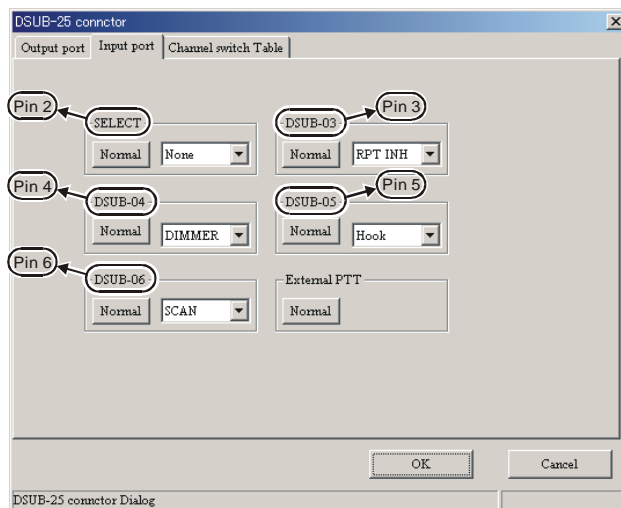 DSUB-25 connctor
Output port Input port Channel switch Table
Pin 2 Pin 3
SELECT DSUB-03
Normal None Normal RPT INH
Pin 4 Pin 5
DSUB-04 DSUB-05
Normal DIMMER Normal Hook
Pin 6
DSUB-06 External PTT
Normal SCAN Normal
OK Cancel
DSUB-25 connctor Dialog